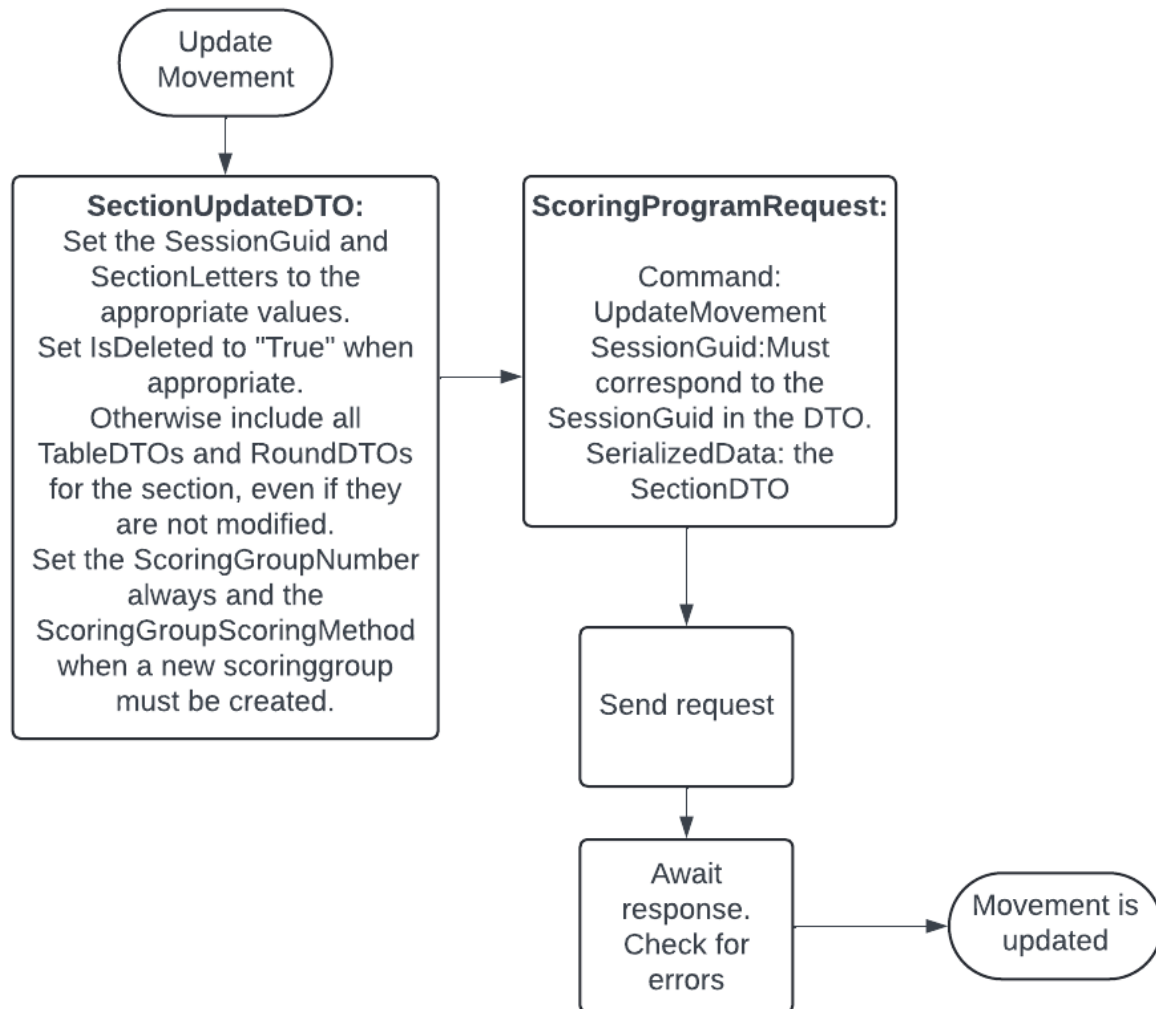 Update
Movement
SectionUpdateDTO:
Set the SessionGuid and
SectionLetters to the
appropriate values.
Set IsDeleted to "True" when
appropriate.
Otherwise include all
TableDTOs and RoundDTOs
for the section, even if they
are not modified.
Set the ScoringGroupNumber
always and the
ScoringGroupScoringMethod
when a new scoringgroup
must be created.
ScoringProgramRequest:
Command:
UpdateMovement
SessionGuid:Must
correspond to the
SessionGuid in the DTO.
SerializedData: the
SectionDTO
Send request
Await
response.
Check for
errors
Movement is
updated